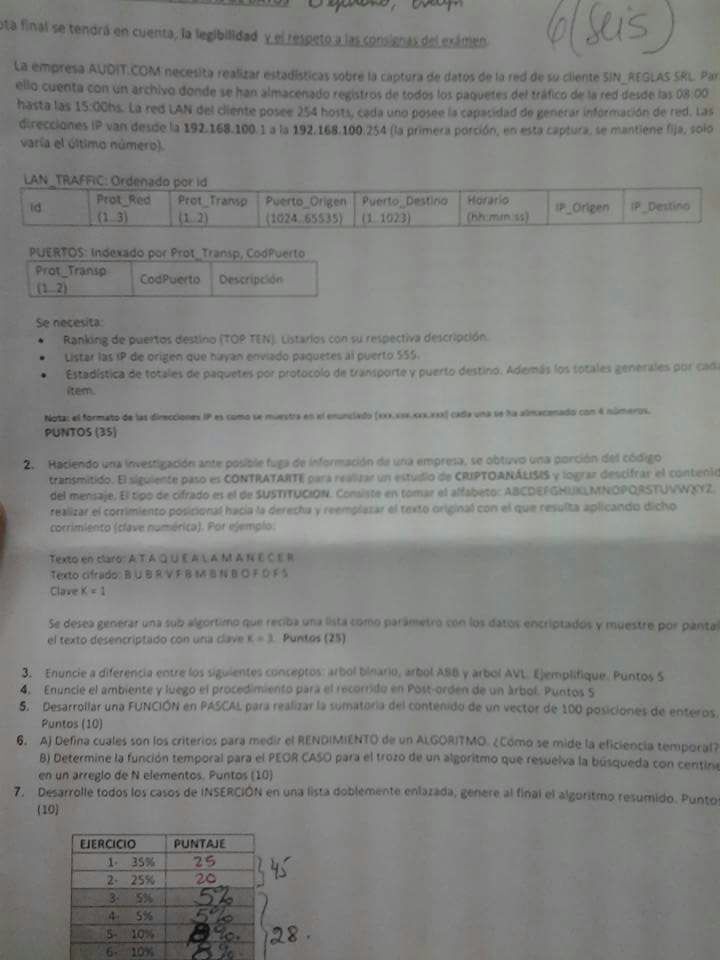 6 (Seis)
final se tendrá en cuenta, la legibilidad y el respeto a las consignas del exámen.
La empresa AUDIT.COM necesita realizar estadísticas sobre la captura de datos de la red de su cliente SIN_REGLAS SRL. Par
ello cuenta con un archivo donde se han almacenado registros de todos los paquetes del tráfico de la red desde las 08:00
hasta las 15:00hs. La red LAN del cliente posee 254 hosts, cada uno posee la capacidad de generar información de red. Las
direcciones IP van desde la 192.168.100.1 a la 192.168.100.254 (la primera porción, en esta captura, se mantiene fija, solo
varía el último número).
LAN_TRAFFIC: Ordenado por id
Id Prot_Red (1..3) Prot_Transp (1..2) Puerto_Origen (1024..65535) Puerto_Destino (1..1023) Horario (hh:mm:ss) IP_Origen IP_Destino
PUERTOS: Indexado por Prot_Transp, CodPuerto
Prot_Transp (1..2) CodPuerto Descripción
Se necesita:
• Ranking de puertos destino (TOP TEN). Listarlos con su respectiva descripción.
• Listar las IP de origen que hayan enviado paquetes al puerto 555.
• Estadística de totales de paquetes por protocolo de transporte y puerto destino. Además los totales generales por cada
ítem.
Nota: el formato de las direcciones IP es como se muestra en el enunciado (xxx.xxx.xxx.xxx) cada una se ha almacenado con 4 números.
PUNTOS (35)
2. Haciendo una investigación ante posible fuga de información de una empresa, se obtuvo una porción del código
transmitido. El siguiente paso es CONTRATARTE para realizar un estudio de CRIPTOANÁLISIS y lograr descifrar el contenid
del mensaje. El tipo de cifrado es el de SUSTITUCION. Consiste en tomar el alfabeto: ABCDEFGHIJKLMNOPQRSTUVWXYZ,
realizar el corrimiento posicional hacia la derecha y reemplazar el texto original con el que resulta aplicando dicho
corrimiento (clave numérica). Por ejemplo:
Texto en claro: A T A Q U E A L A M A N E C E R
Texto cifrado: B U B R V F B M B N B O F D F S
Clave K = 1
Se desea generar una sub algortimo que reciba una lista como parámetro con los datos encriptados y muestre por pantal
el texto desencriptado con una clave K = 3. Puntos (25)
3. Enuncie a diferencia entre los siguientes conceptos: arbol binario, arbol ABB y arbol AVL. Ejemplifique. Puntos 5
4. Enuncie el ambiente y luego el procedimiento para el recorrido en Post-orden de un àrbol. Puntos 5
5. Desarrollar una FUNCIÓN en PASCAL para realizar la sumatoria del contenido de un vector de 100 posiciones de enteros.
Puntos (10)
6. A) Defina cuales son los criterios para medir el RENDIMIENTO de un ALGORITMO. ¿Cómo se mide la eficiencia temporal?
B) Determine la función temporal para el PEOR CASO para el trozo de un algoritmo que resuelva la búsqueda con centine
en un arreglo de N elementos. Puntos (10)
7. Desarrolle todos los casos de INSERCIÓN en una lista doblemente enlazada, genere al final el algoritmo resumido. Punto
(10)
EJERCICIO PUNTAJE
1- 35% 25
2- 25% 20
45
3- 5% 5%
4- 5% 5%
5- 10% 8%
28.
6- 10% 8%